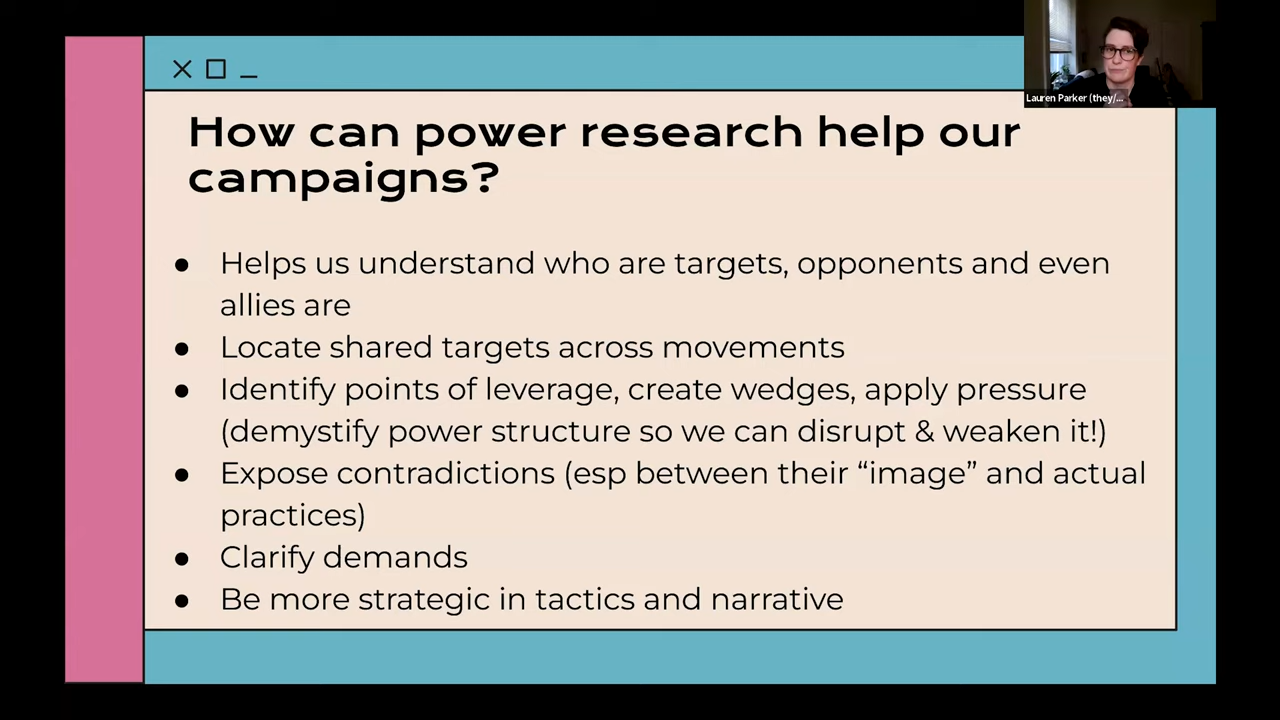 Lauren Parker (they/...
How can power research help our
campaigns?
● Helps us understand who are targets, opponents and even
allies are
● Locate shared targets across movements
● Identify points of leverage, create wedges, apply pressure
(demystify power structure so we can disrupt & weaken it!)
● Expose contradictions (esp between their “image” and actual
practices)
● Clarify demands
● Be more strategic in tactics and narrative